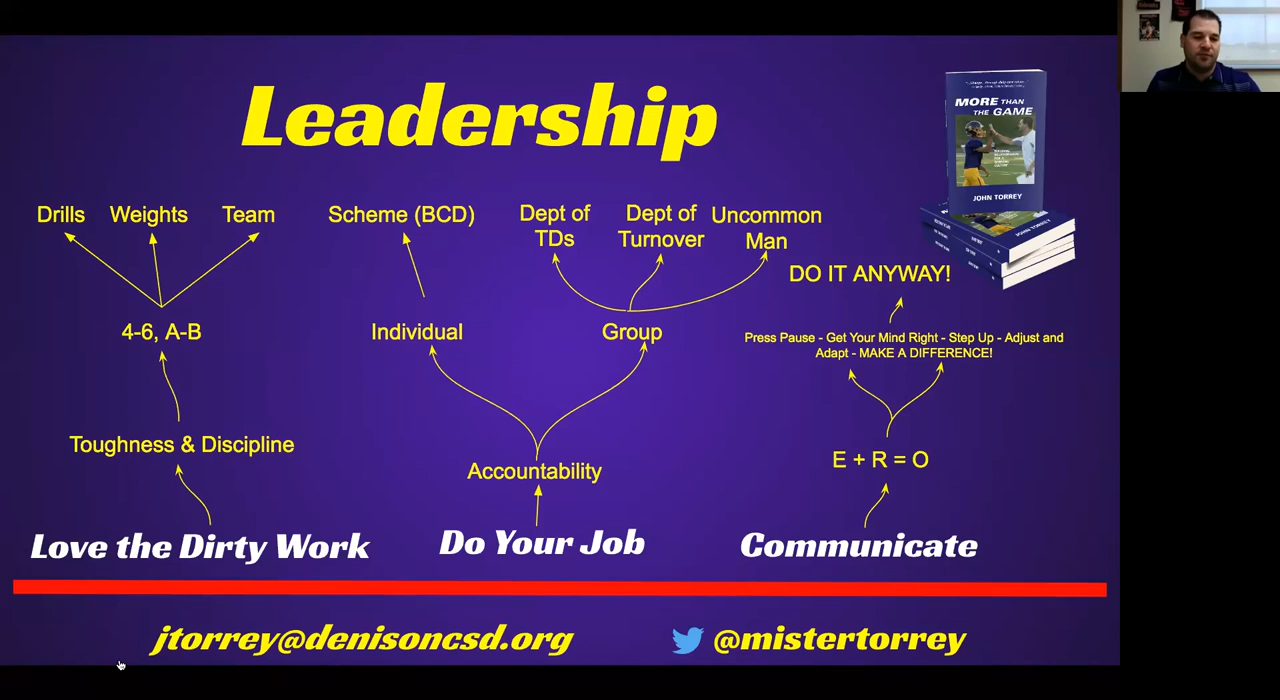 Leadership
MORE THAN
THE GAME
JOHN TORREY
JOHN TORREY
Drills
Weights
Team
Scheme (BCD)
Dept of
TDs
Dept of
Turnover
Uncommon
Man
DO IT ANYWAY!
4-6, A-B
Individual
Group
Press Pause - Get Your Mind Right - Step Up - Adjust and
Adapt - MAKE A DIFFERENCE!
Toughness & Discipline
Accountability
E + R = O
Love the Dirty Work
Do Your Job
Communicate
jtorrey@denisoncsd.org
@mistertorrey